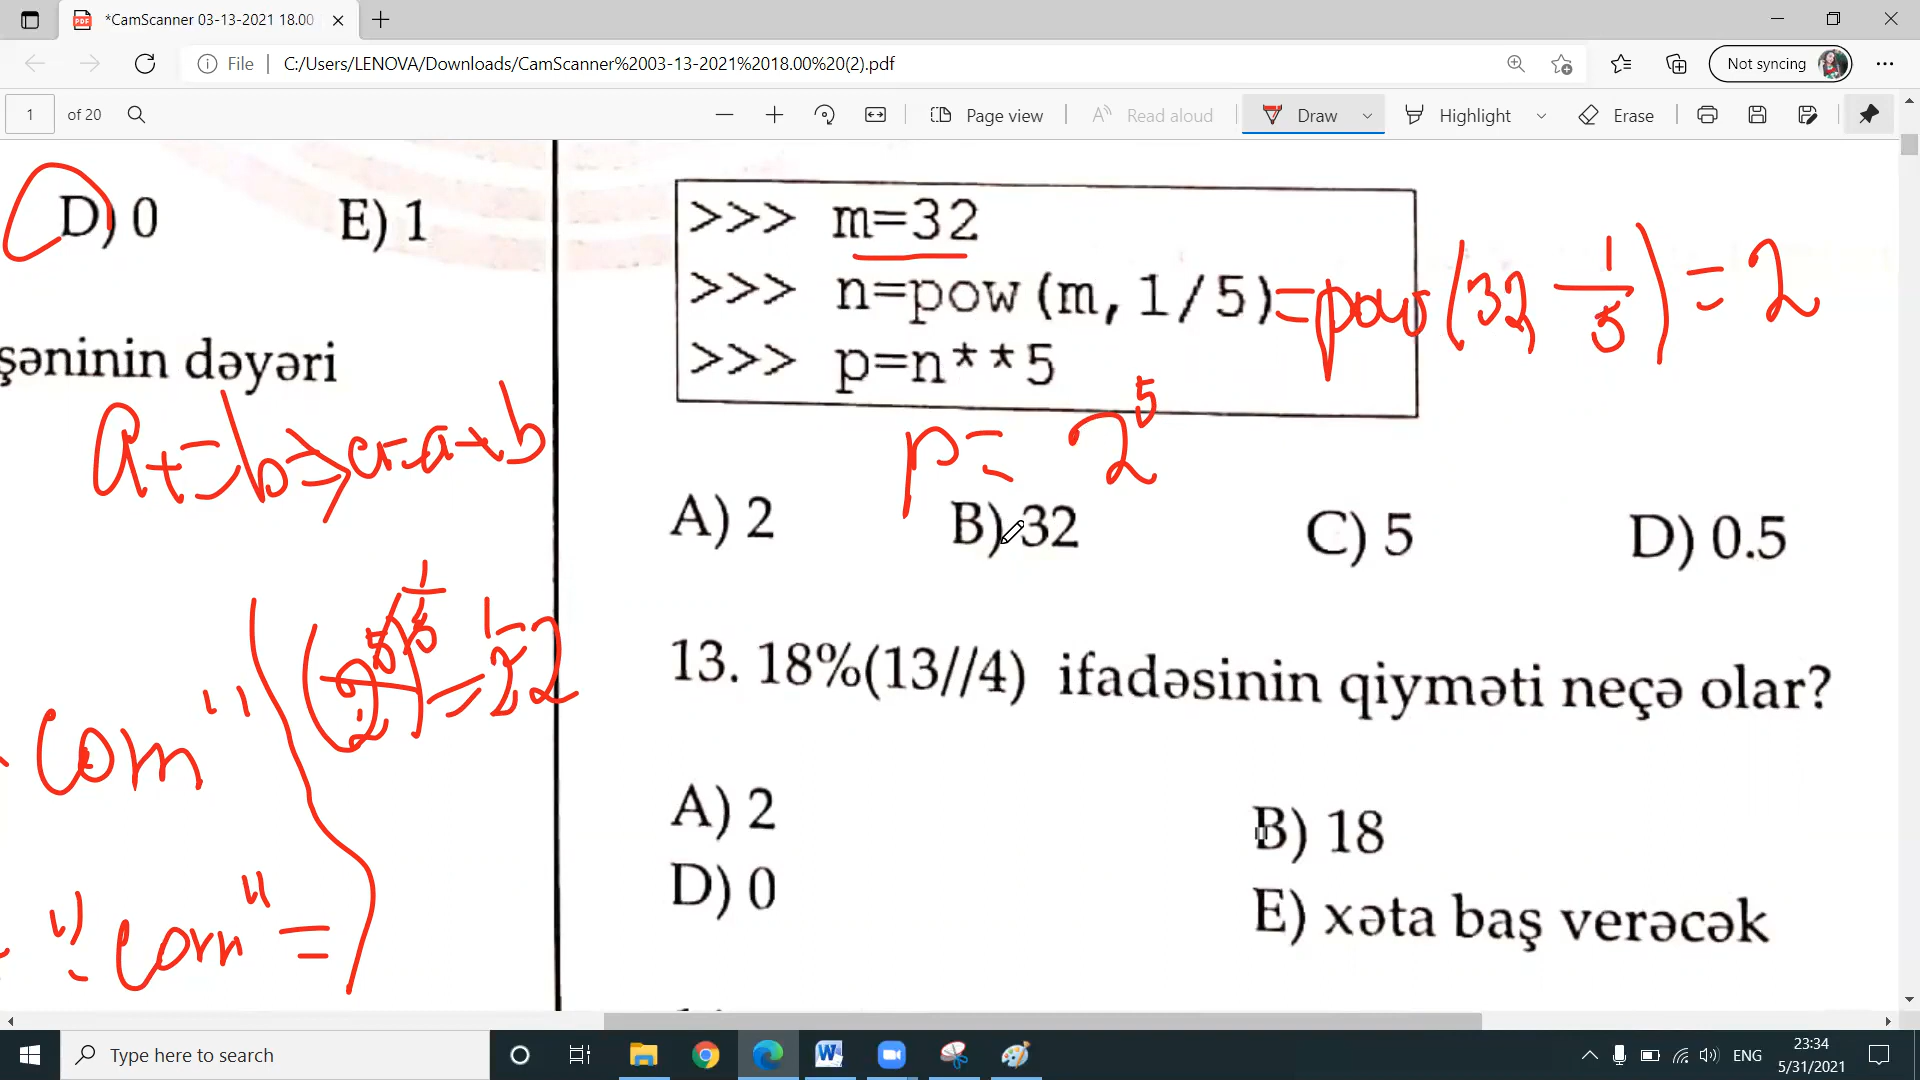 *CamScanner 03-13-2021 18.00
File
C:/Users/LENOVA/Downloads/CamScanner%2003-13-2021%2018.00%20(2).pdf
Not syncing
1 of 20
Page view
Read aloud
Draw
Highlight
Erase
D) 0 E) 1
şəninin dəyəri
a+=b=>a=a+b
com"
"com"=
>>> m=32
>>> n=pow(m,1/5)=pow(32 1/5)=2
>>> p=n**5
p= 2^5
A) 2 B) 32 C) 5 D) 0.5
13. 18%(13//4) ifadəsinin qiyməti neçə olar?
A) 2 B) 18
D) 0 E) xəta baş verəcək
Type here to search
ENG
23:34
5/31/2021